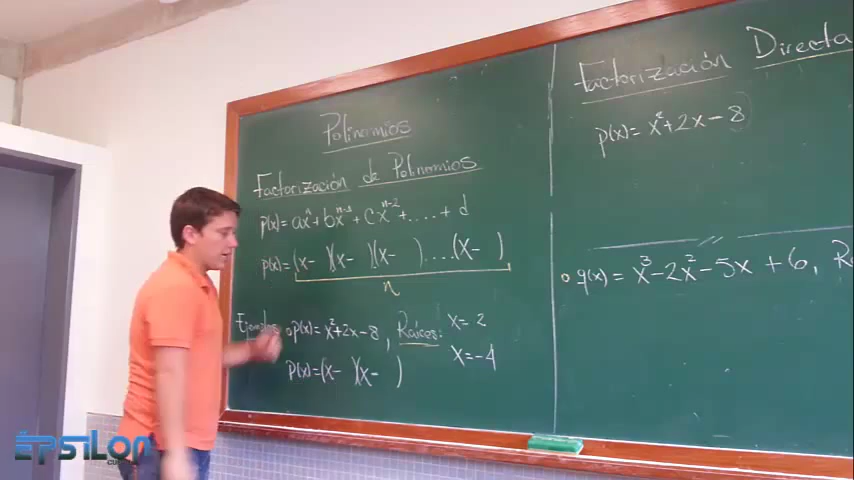 Polinomios
Factorización de Polinomios
p(x)= axⁿ + bxⁿ⁻¹ + cxⁿ⁻² + ..... + d
p(x)= (x-  )(x-  )(x-  ) .... (x-  )
n
Ejemplos p(x)= x²+2x-8, Raíces: x=2
x=-4
p(x)=(x-  )(x-  )
Factorización Directa
p(x)= x²+2x-8
q(x)= x³-2x²-5x+6,
EPSILON